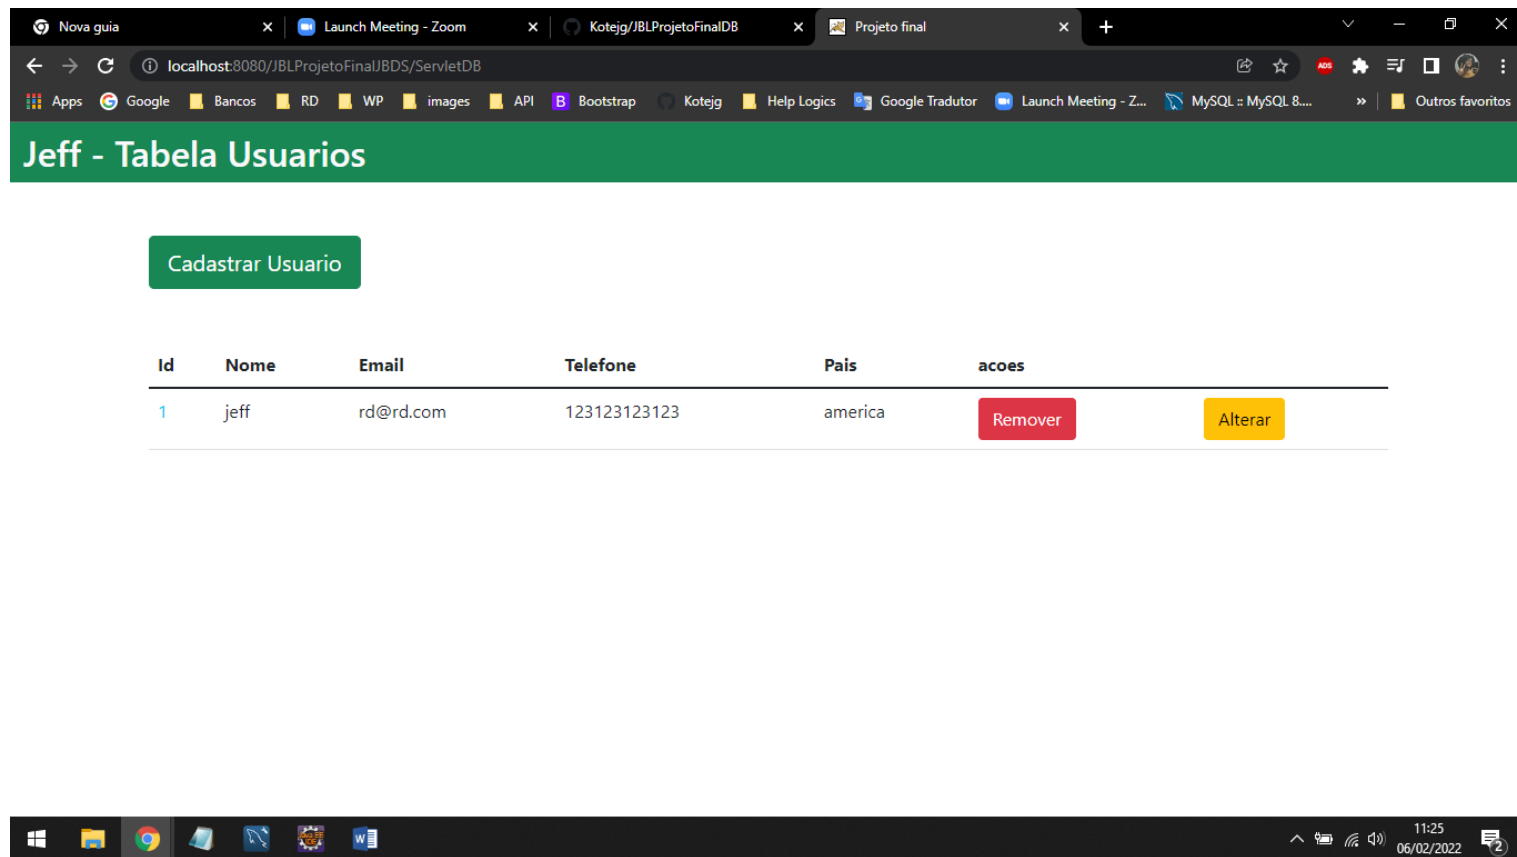 Nova guia Launch Meeting - Zoom Kotejg/JBLProjetoFinalDB Projeto final
localhost:8080/JBLProjetoFinalJBDS/ServletDB ADS
Apps Google Bancos RD WP images API B Bootstrap Kotejg Help Logics Google Tradutor Launch Meeting - Z... MySQL :: MySQL 8.... » Outros favoritos
Jeff - Tabela Usuarios
Cadastrar Usuario
Id Nome Email Telefone Pais acoes
1 jeff rd@rd.com 123123123123 america Remover Alterar
11:25
06/02/2022 2